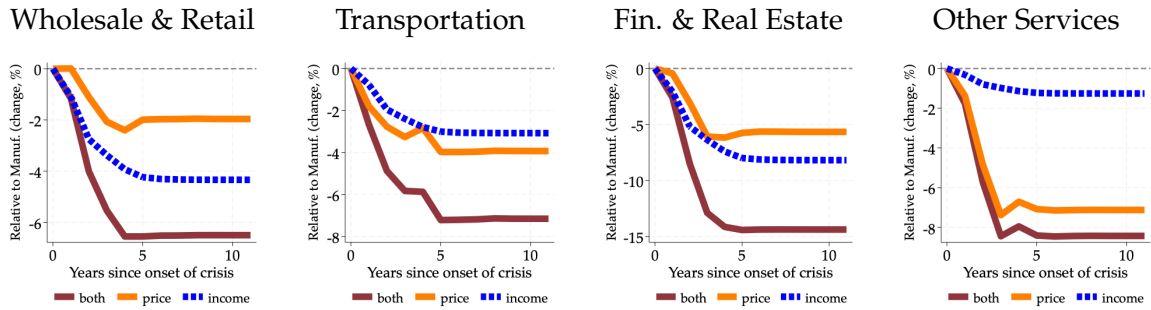 Wholesale & Retail
Relative to Manuf. (change, %)
0
-2
-4
-6
0
5
10
Years since onset of crisis
both
price
income
Transportation
Relative to Manuf. (change, %)
0
-2
-4
-6
-8
0
5
10
Years since onset of crisis
both
price
income
Fin. & Real Estate
Relative to Manuf. (change, %)
0
-5
-10
-15
0
5
10
Years since onset of crisis
both
price
income
Other Services
Relative to Manuf. (change, %)
0
-2
-4
-6
-8
0
5
10
Years since onset of crisis
both
price
income